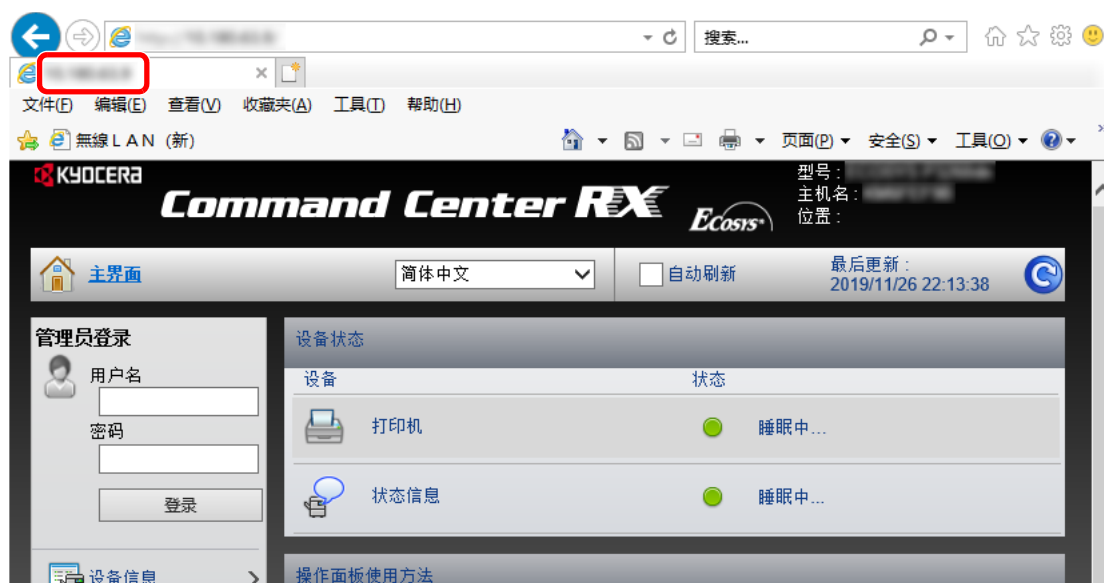 搜索...
文件(F) 编辑(E) 查看(V) 收藏夹(A) 工具(T) 帮助(H)
無線ＬＡＮ (新)
页面(P) 安全(S) 工具(O)
KYOCERA
Command Center RX
Ecosys
型号 :
主机名 :
位置 :
主界面
简体中文
自动刷新
最后更新 :
2019/11/26 22:13:38
管理员登录
用户名
密码
登录
设备信息
设备状态
设备 状态
打印机 睡眠中...
状态信息 睡眠中...
操作面板使用方法